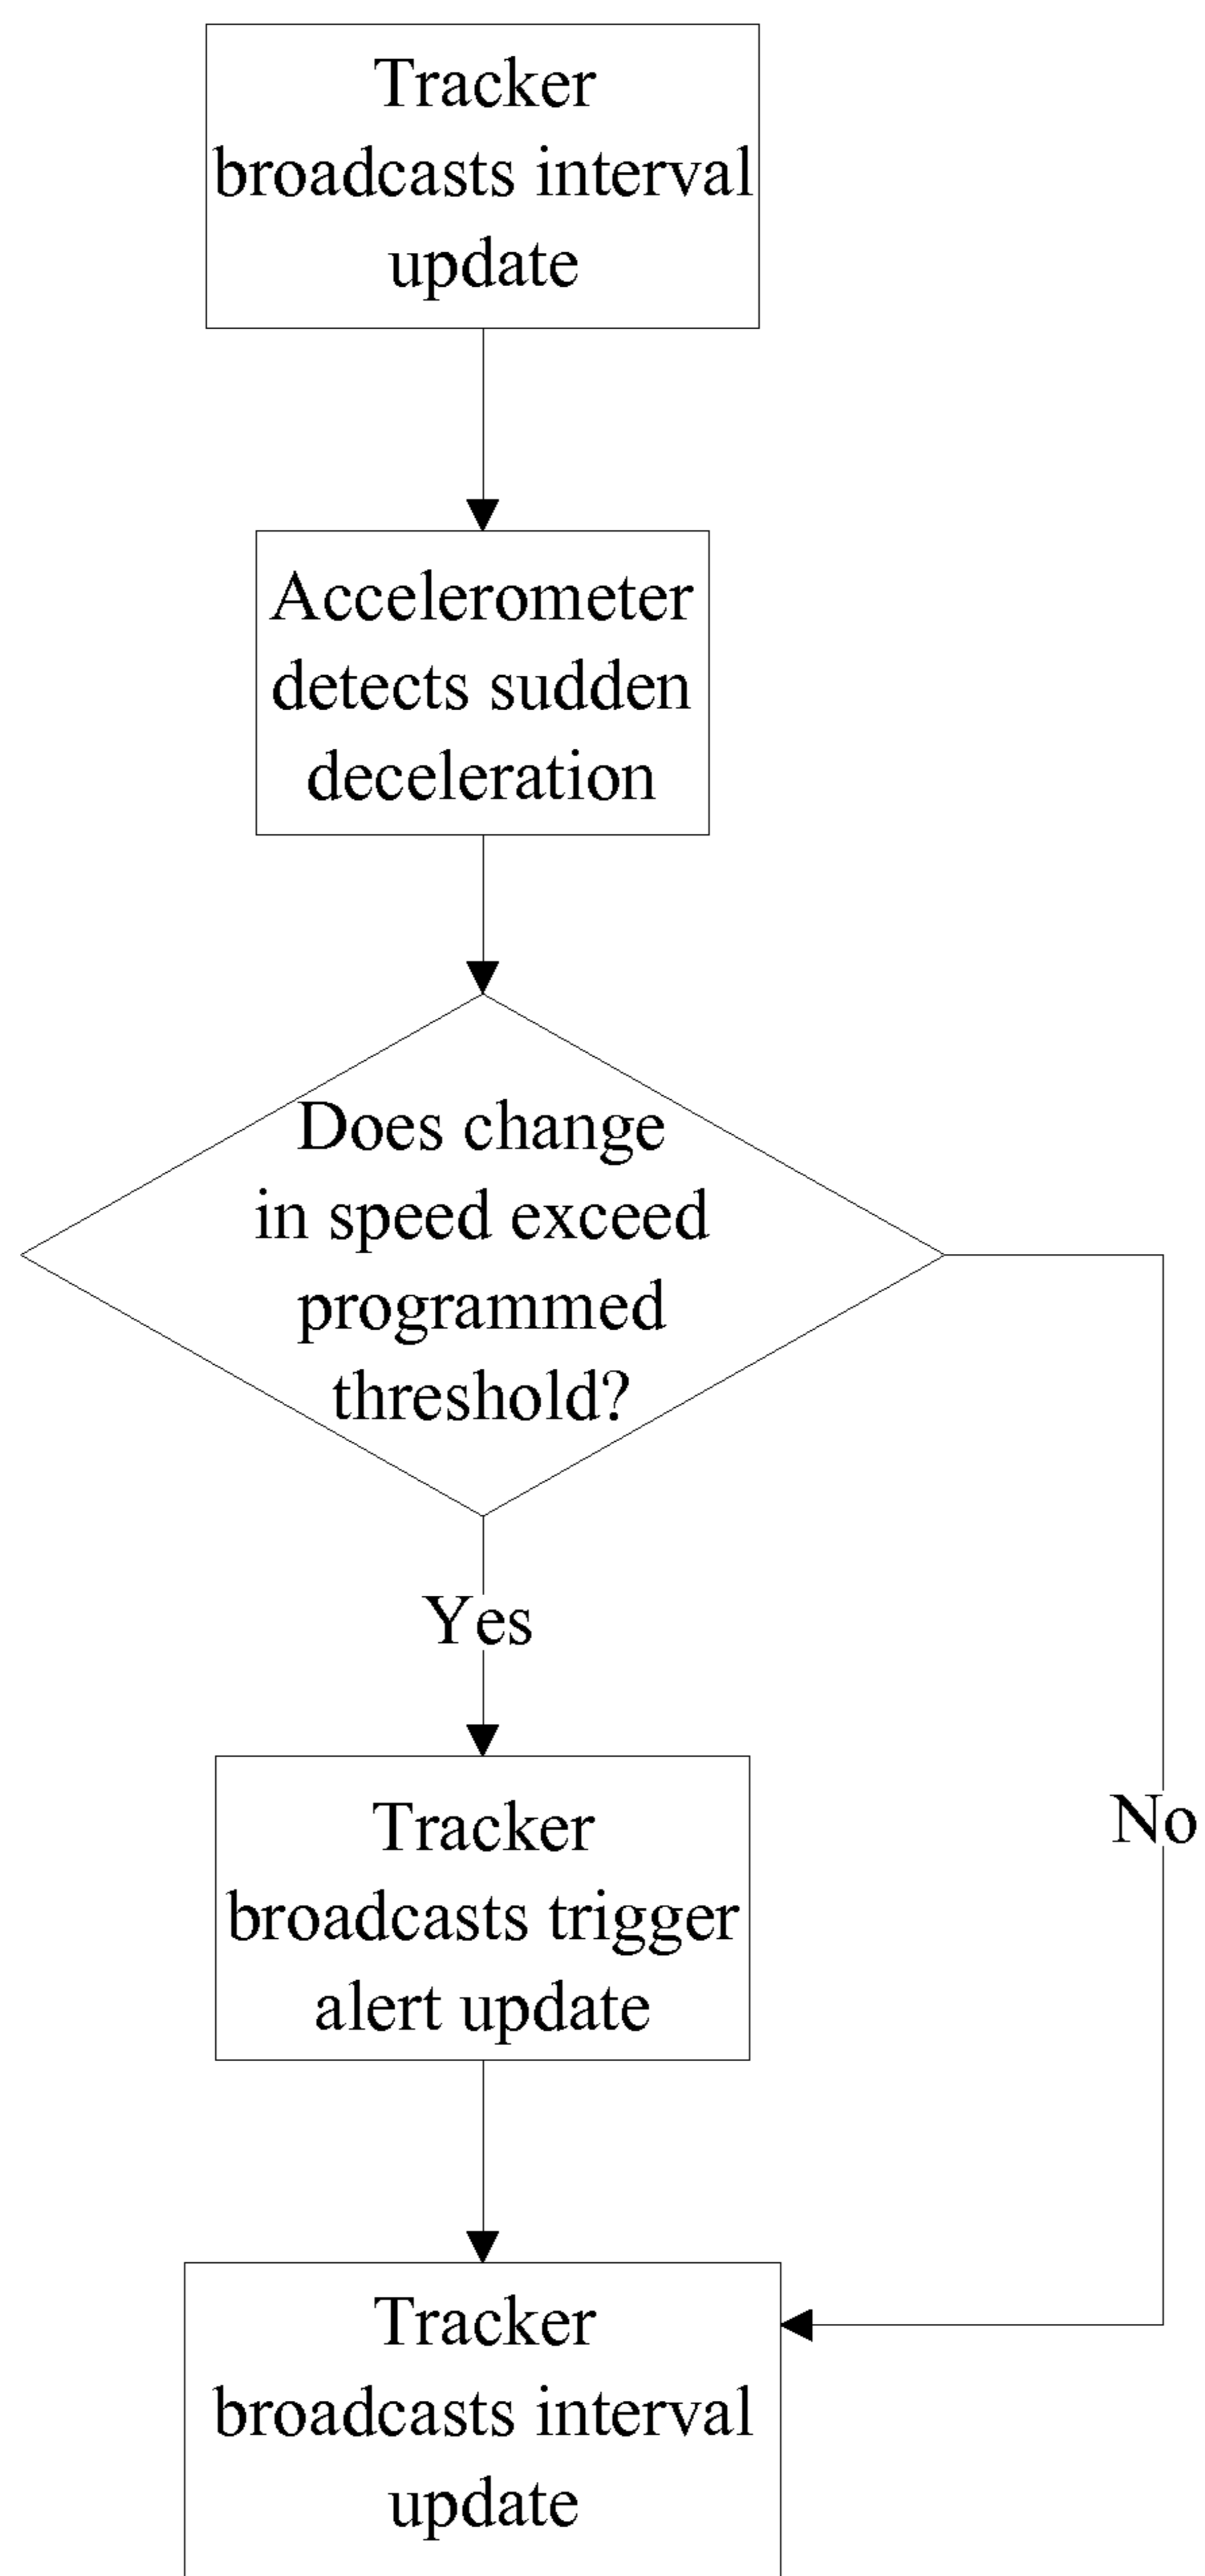 Tracker
broadcasts interval
update
Accelerometer
detects sudden
deceleration
Does change
in speed exceed
programmed
threshold?
Yes
Tracker
broadcasts trigger
alert update
No
Tracker
broadcasts interval
update